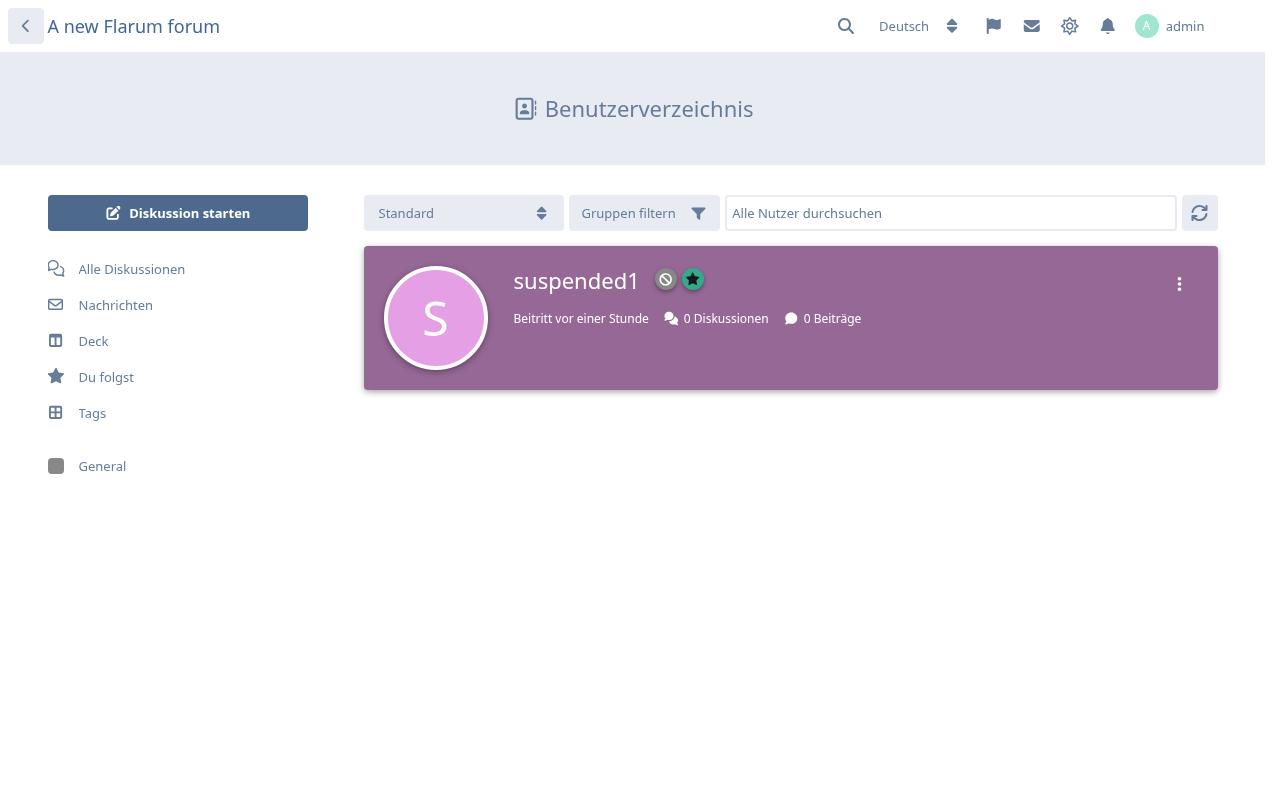 A new Flarum forum
Deutsch
A admin
Benutzerverzeichnis
Diskussion starten
Alle Diskussionen
Nachrichten
Deck
Du folgst
Tags
General
Standard
Gruppen filtern
Alle Nutzer durchsuchen
S
suspended1
Beitritt vor einer Stunde 0 Diskussionen 0 Beiträge